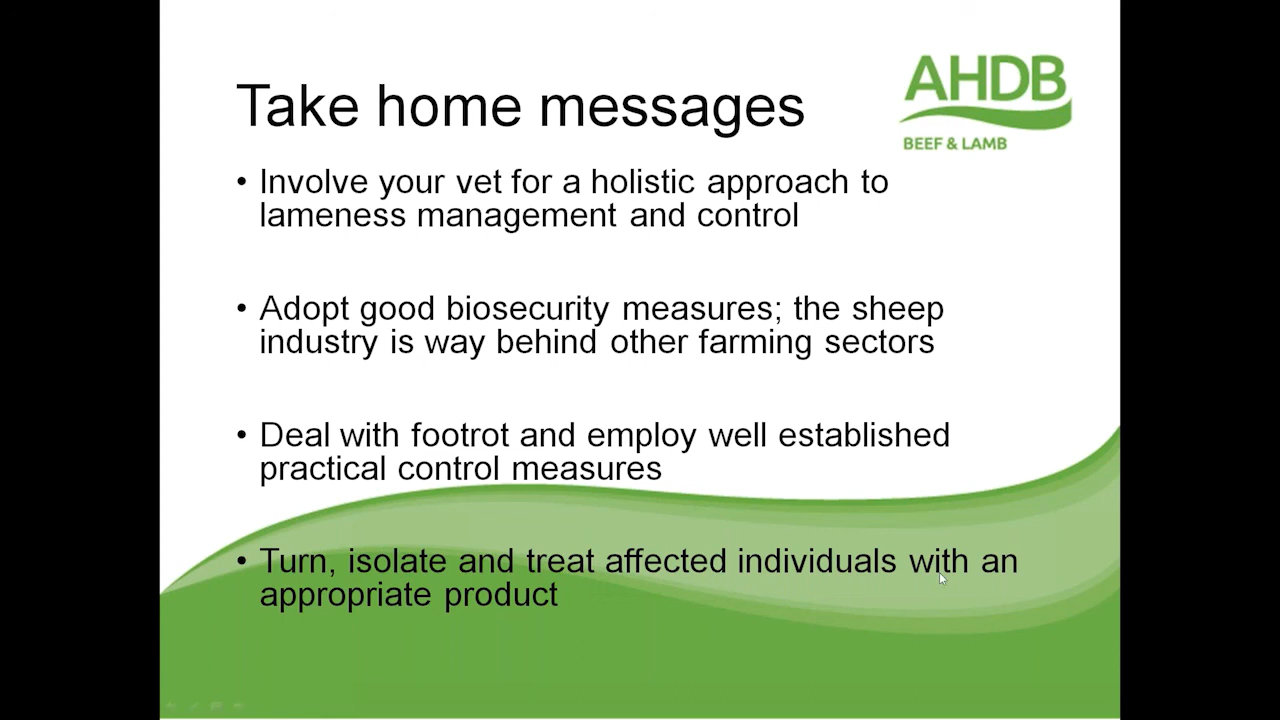 Take home messages
AHDB
BEEF & LAMB
• Involve your vet for a holistic approach to
lameness management and control
• Adopt good biosecurity measures; the sheep
industry is way behind other farming sectors
• Deal with footrot and employ well established
practical control measures
• Turn, isolate and treat affected individuals with an
appropriate product